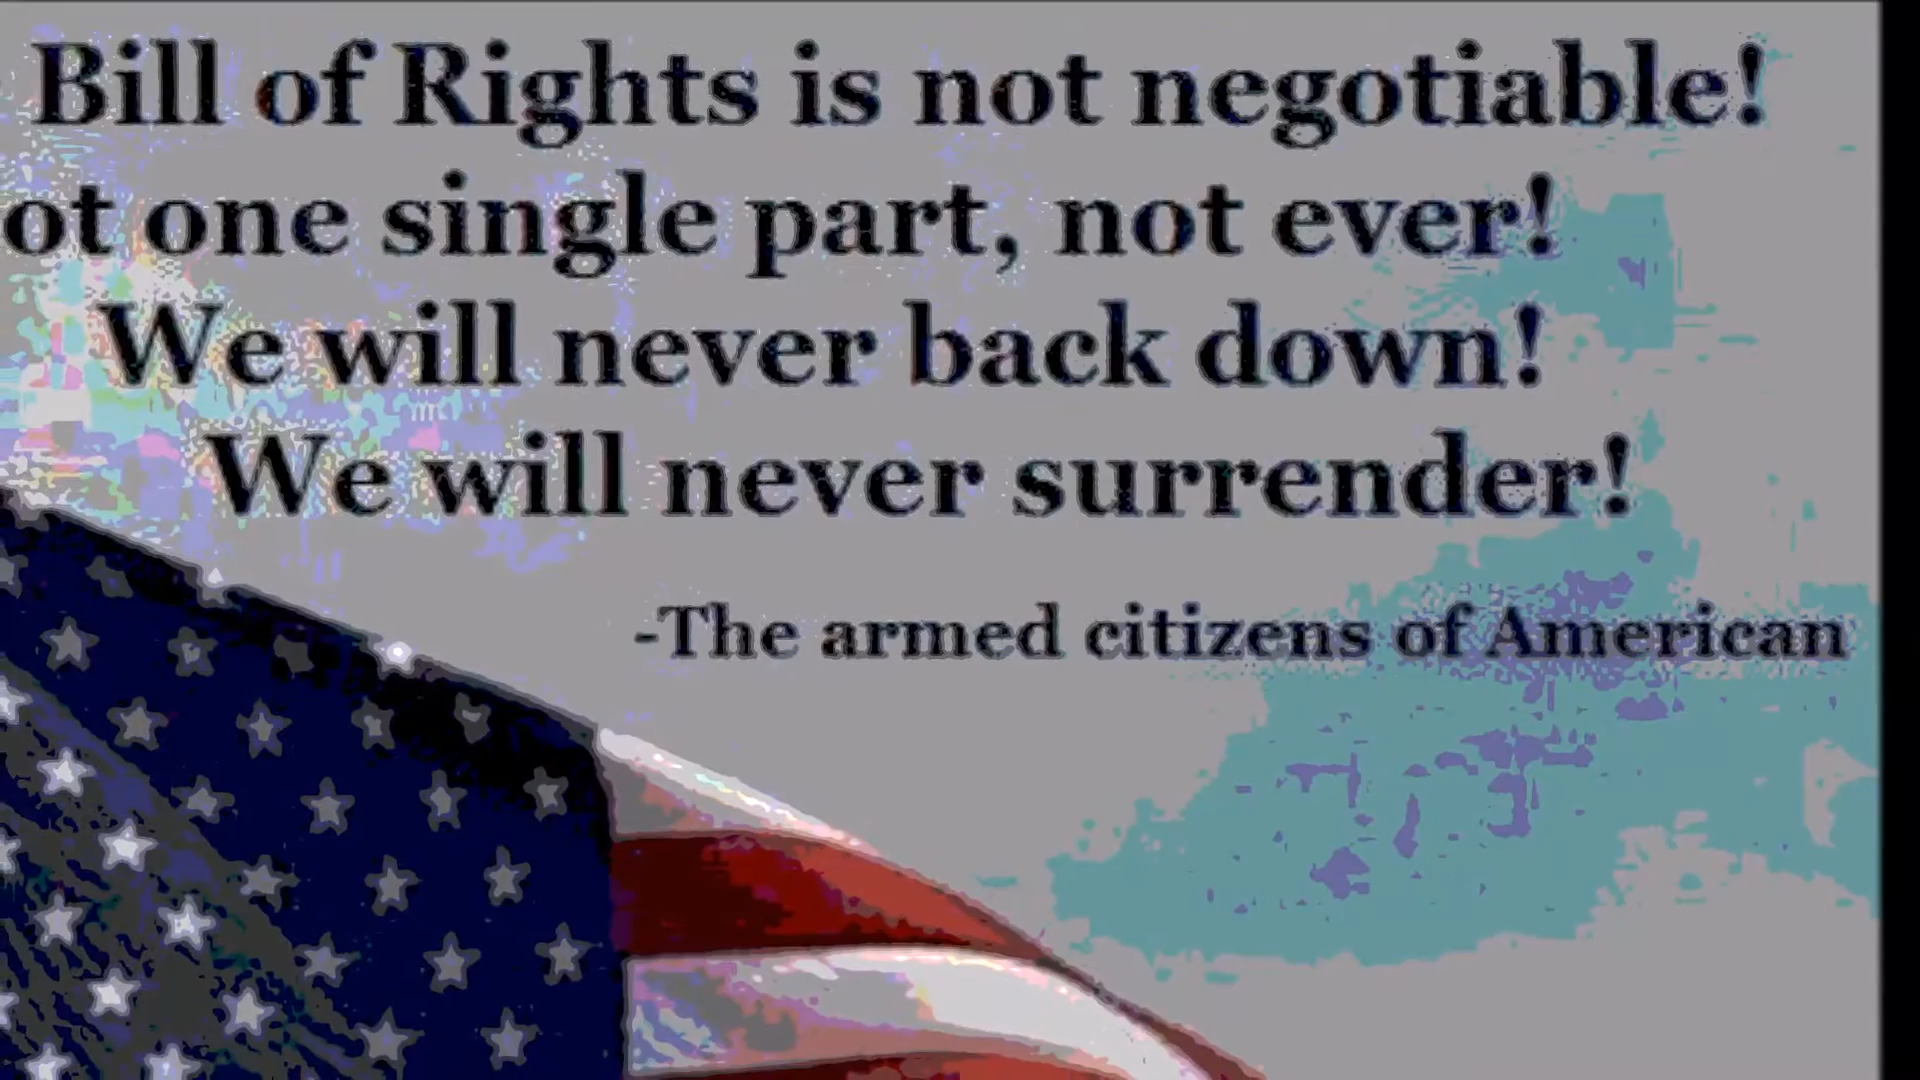 Bill of Rights is not negotiable!
ot one single part, not ever!
We will never back down!
We will never surrender!
-The armed citizens of American